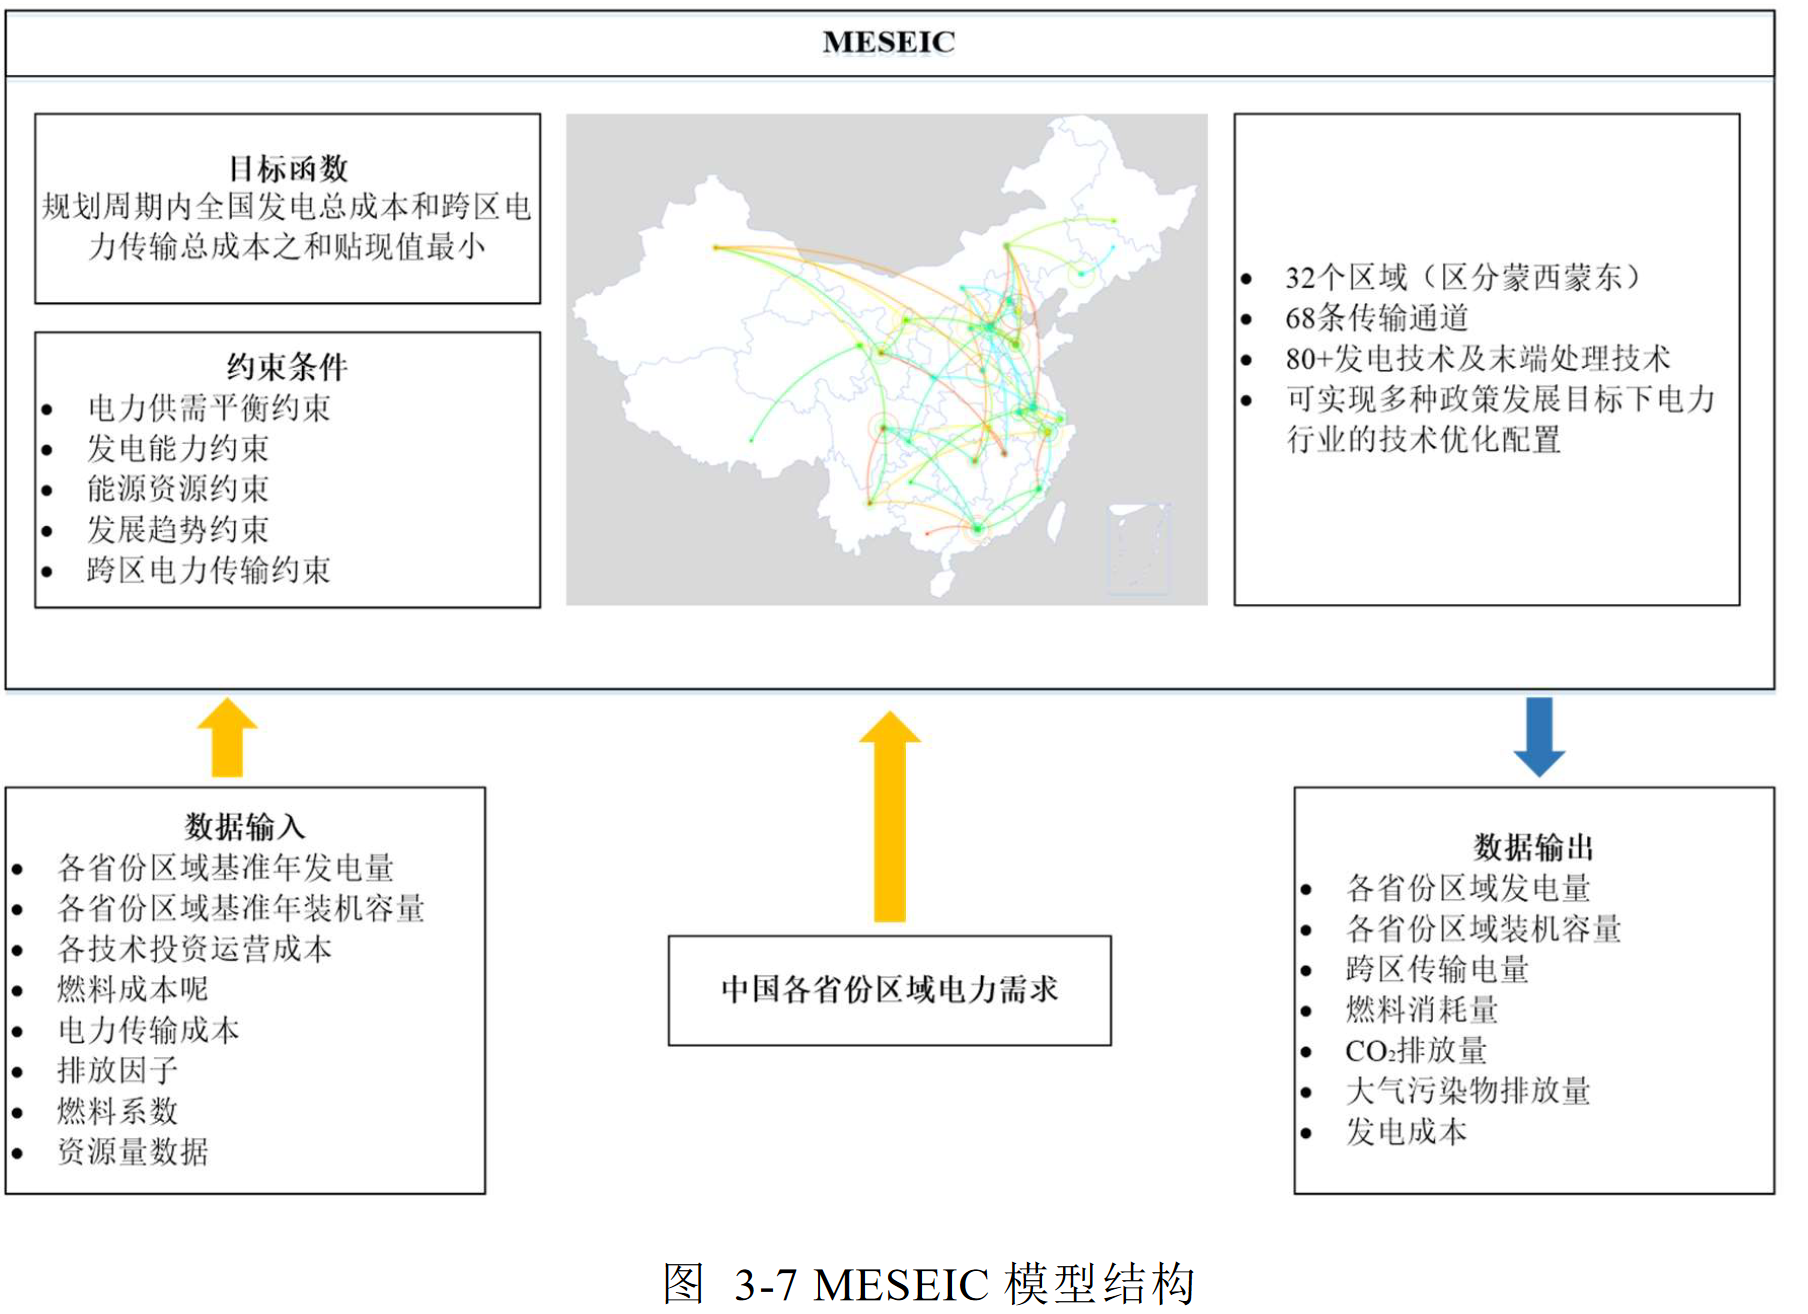 MESEIC
目标函数
规划周期内全国发电总成本和跨区电
力传输总成本之和贴现值最小
约束条件
● 电力供需平衡约束
● 发电能力约束
● 能源资源约束
● 发展趋势约束
● 跨区电力传输约束
● 32个区域（区分蒙西蒙东）
● 68条传输通道
● 80+发电技术及末端处理技术
● 可实现多种政策发展目标下电力
行业的技术优化配置
数据输入
● 各省份区域基准年发电量
● 各省份区域基准年装机容量
● 各技术投资运营成本
● 燃料成本呢
● 电力传输成本
● 排放因子
● 燃料系数
● 资源量数据
中国各省份区域电力需求
数据输出
● 各省份区域发电量
● 各省份区域装机容量
● 跨区传输电量
● 燃料消耗量
● CO₂排放量
● 大气污染物排放量
● 发电成本
图 3-7 MESEIC 模型结构